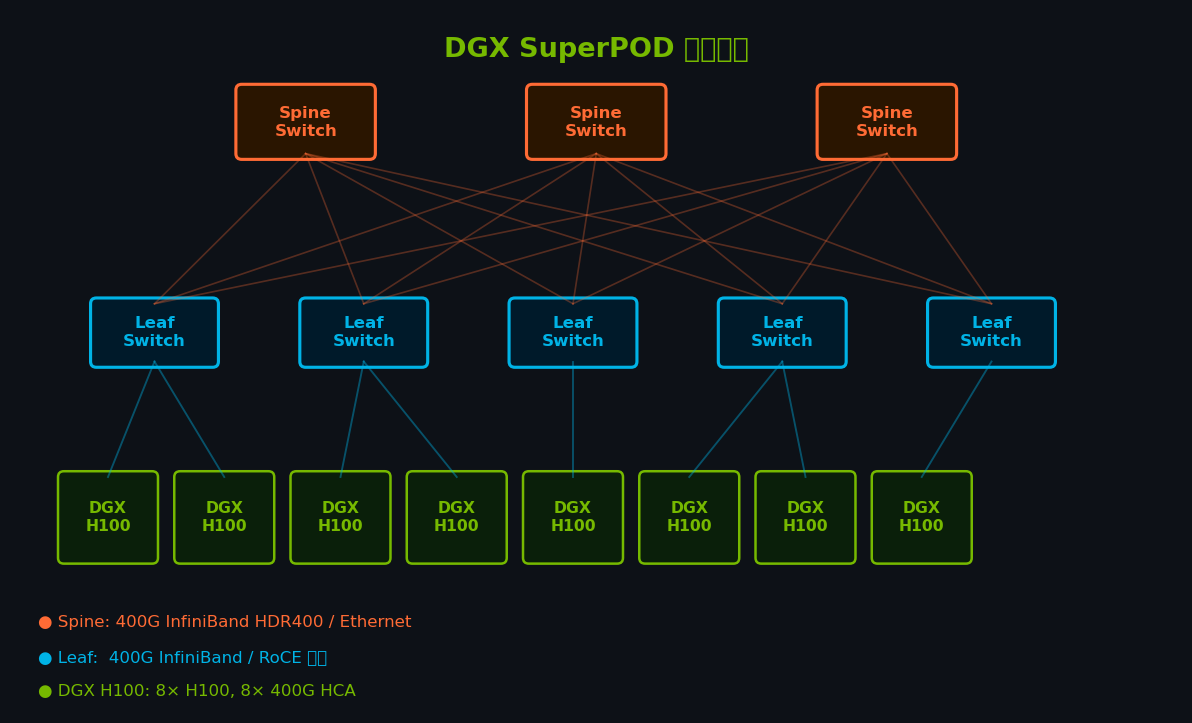 DGX SuperPOD
Spine
Switch
Spine
Switch
Spine
Switch
Leaf
Switch
Leaf
Switch
Leaf
Switch
Leaf
Switch
Leaf
Switch
DGX
H100
DGX
H100
DGX
H100
DGX
H100
DGX
H100
DGX
H100
DGX
H100
DGX
H100
● Spine: 400G InfiniBand HDR400 / Ethernet
● Leaf:  400G InfiniBand / RoCE
● DGX H100: 8× H100, 8× 400G HCA